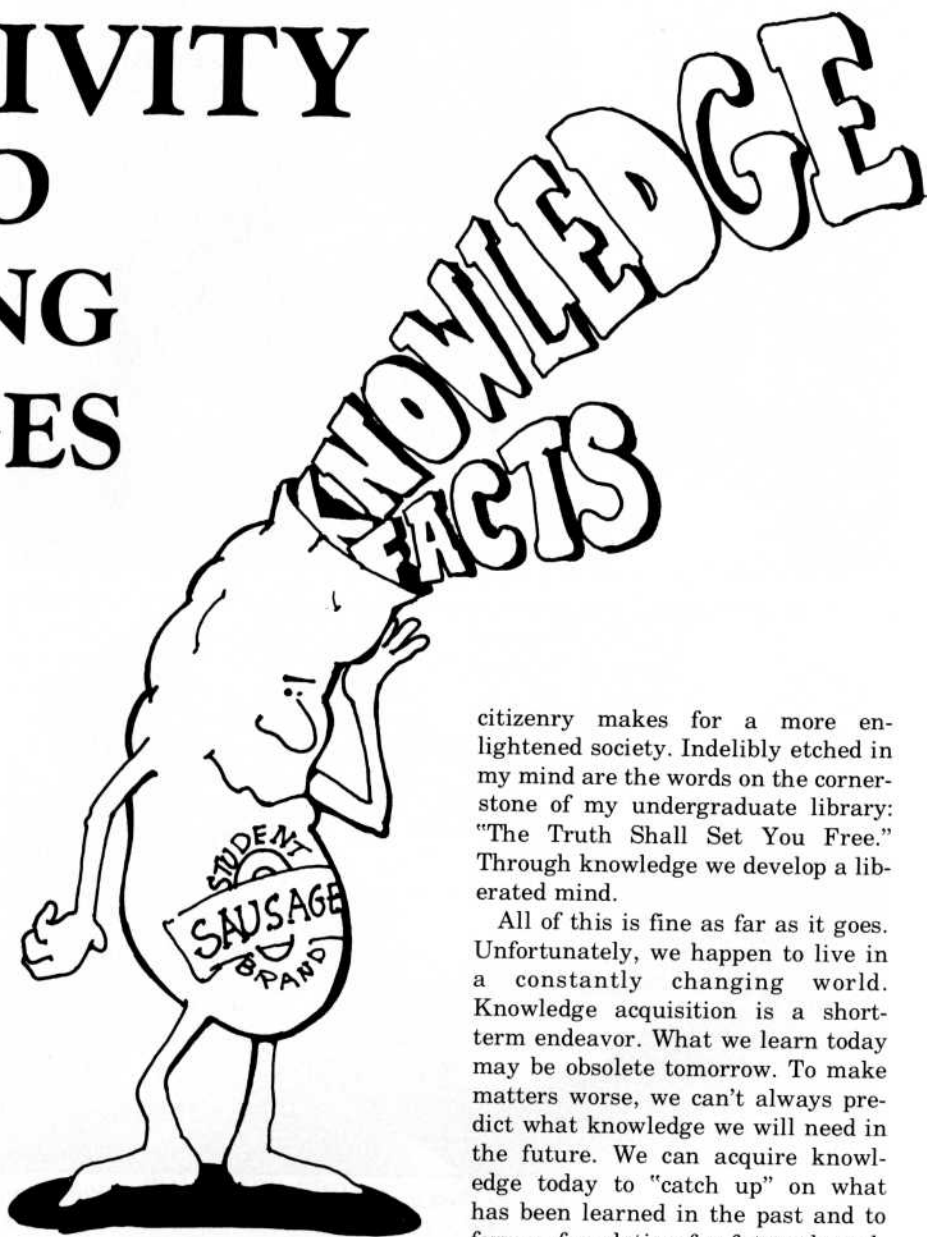 IVITY
O
NG
ES
KNOWLEDGE
FACTS
STUDENT
SAUSAGE
BRAND
citizenry makes for a more en-
lightened society. Indelibly etched in
my mind are the words on the corner-
stone of my undergraduate library:
"The Truth Shall Set You Free."
Through knowledge we develop a lib-
erated mind.
All of this is fine as far as it goes.
Unfortunately, we happen to live in
a constantly changing world.
Knowledge acquisition is a short-
term endeavor. What we learn today
may be obsolete tomorrow. To make
matters worse, we can't always pre-
dict what knowledge we will need in
the future. We can acquire knowl-
edge today to "catch up" on what
has been learned in the past and to